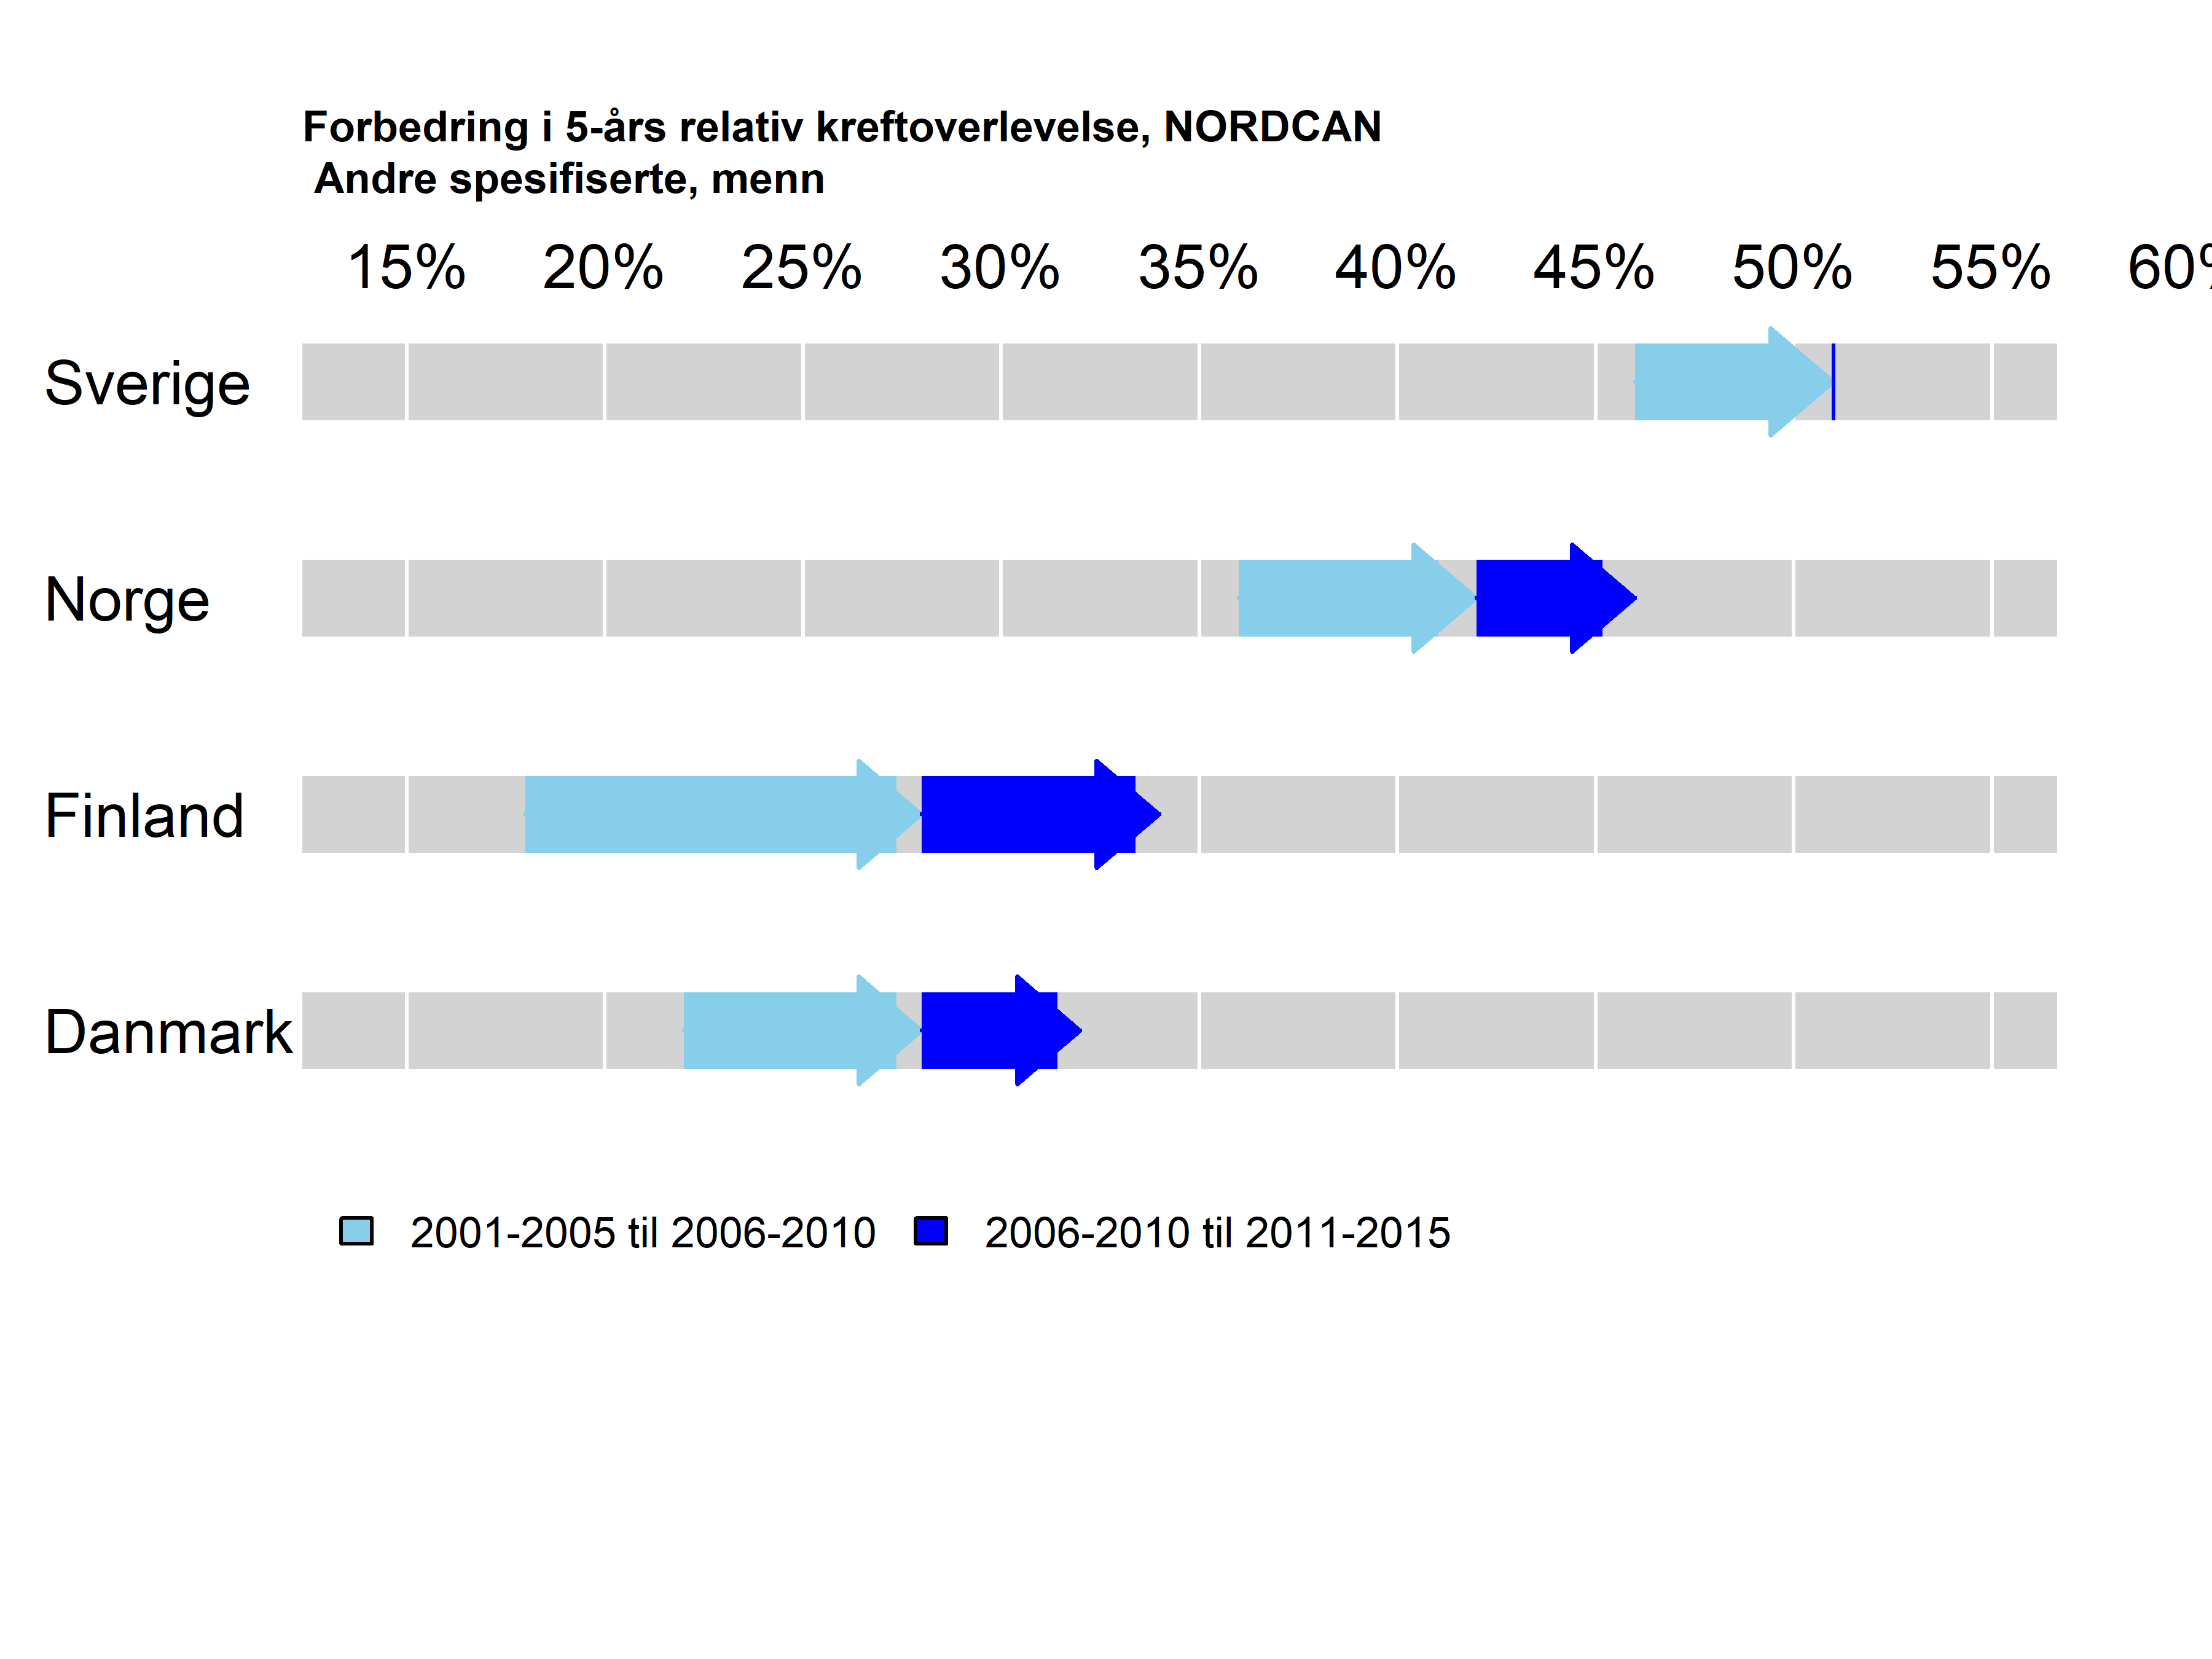 Forbedring i 5-års relativ kreftoverlevelse, NORDCAN
Andre spesifiserte, menn
15% 20% 25% 30% 35% 40% 45% 50% 55% 60%
Sverige
Norge
Finland
Danmark
2001-2005 til 2006-2010 2006-2010 til 2011-2015